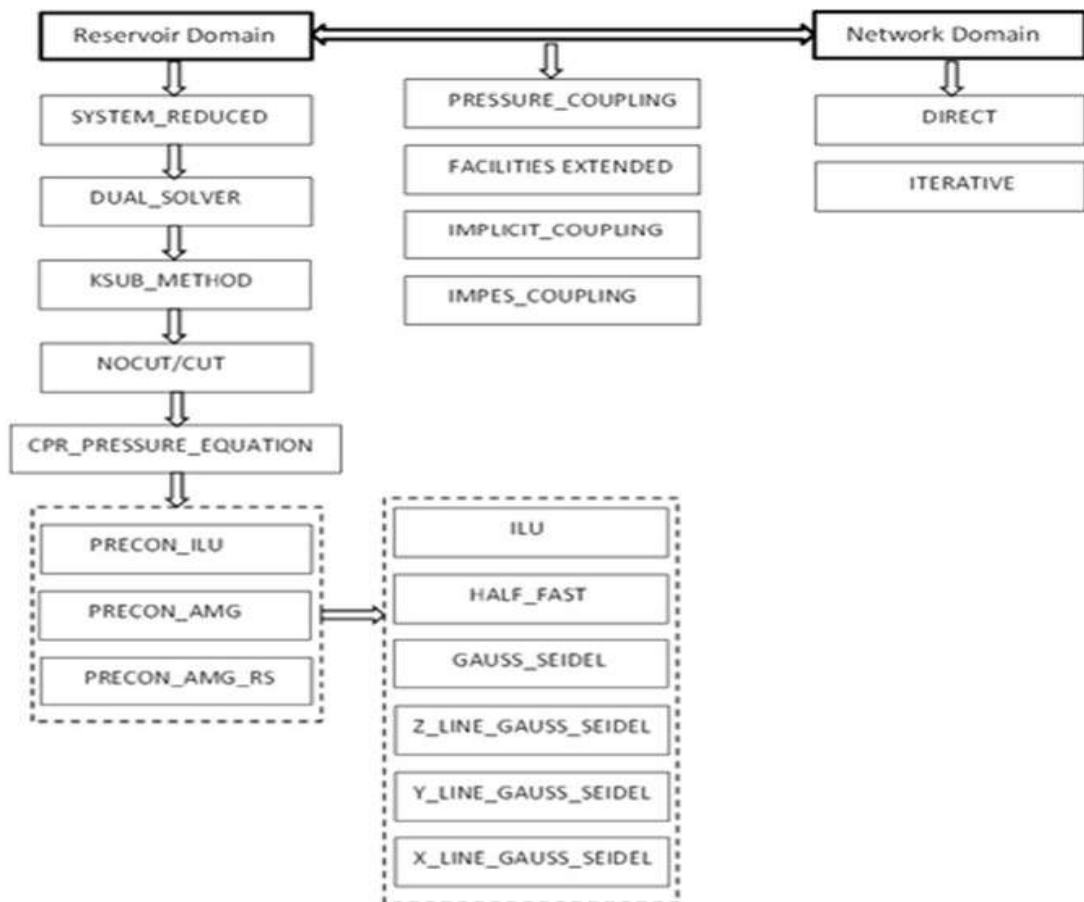 Reservoir Domain
Network Domain
SYSTEM_REDUCED
DUAL_SOLVER
KSUB_METHOD
NOCUT/CUT
CPR_PRESSURE_EQUATION
PRECON_ILU
PRECON_AMG
PRECON_AMG_RS
PRESSURE_COUPLING
FACILITIES EXTENDED
IMPLICIT_COUPLING
IMPES_COUPLING
DIRECT
ITERATIVE
ILU
HALF_FAST
GAUSS_SEIDEL
Z_LINE_GAUSS_SEIDEL
Y_LINE_GAUSS_SEIDEL
X_LINE_GAUSS_SEIDEL